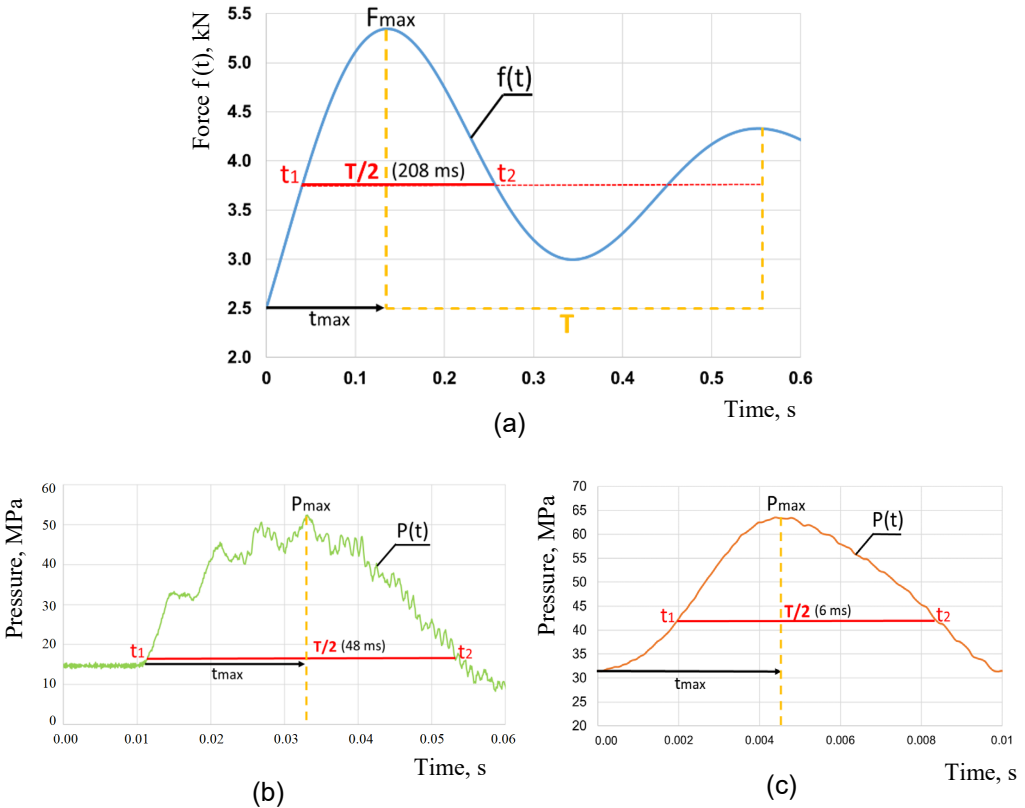 Force f (t), kN
5.5
5.0
4.5
4.0
3.5
3.0
2.5
2.0
Fmax
f(t)
t1
T/2 (208 ms)
t2
tmax
T
0
0.1
0.2
0.3
0.4
0.5
0.6
Time, s
(a)
Pressure, MPa
60
50
40
30
20
10
0
Pmax
P(t)
t1
T/2 (48 ms)
t2
tmax
0.00
0.01
0.02
0.03
0.04
0.05
0.06
Time, s
(b)
Pressure, MPa
70
65
60
55
50
45
40
35
30
25
20
Pmax
P(t)
t1
T/2 (6 ms)
t2
tmax
0.00
0.002
0.004
0.006
0.008
0.01
Time, s
(c)